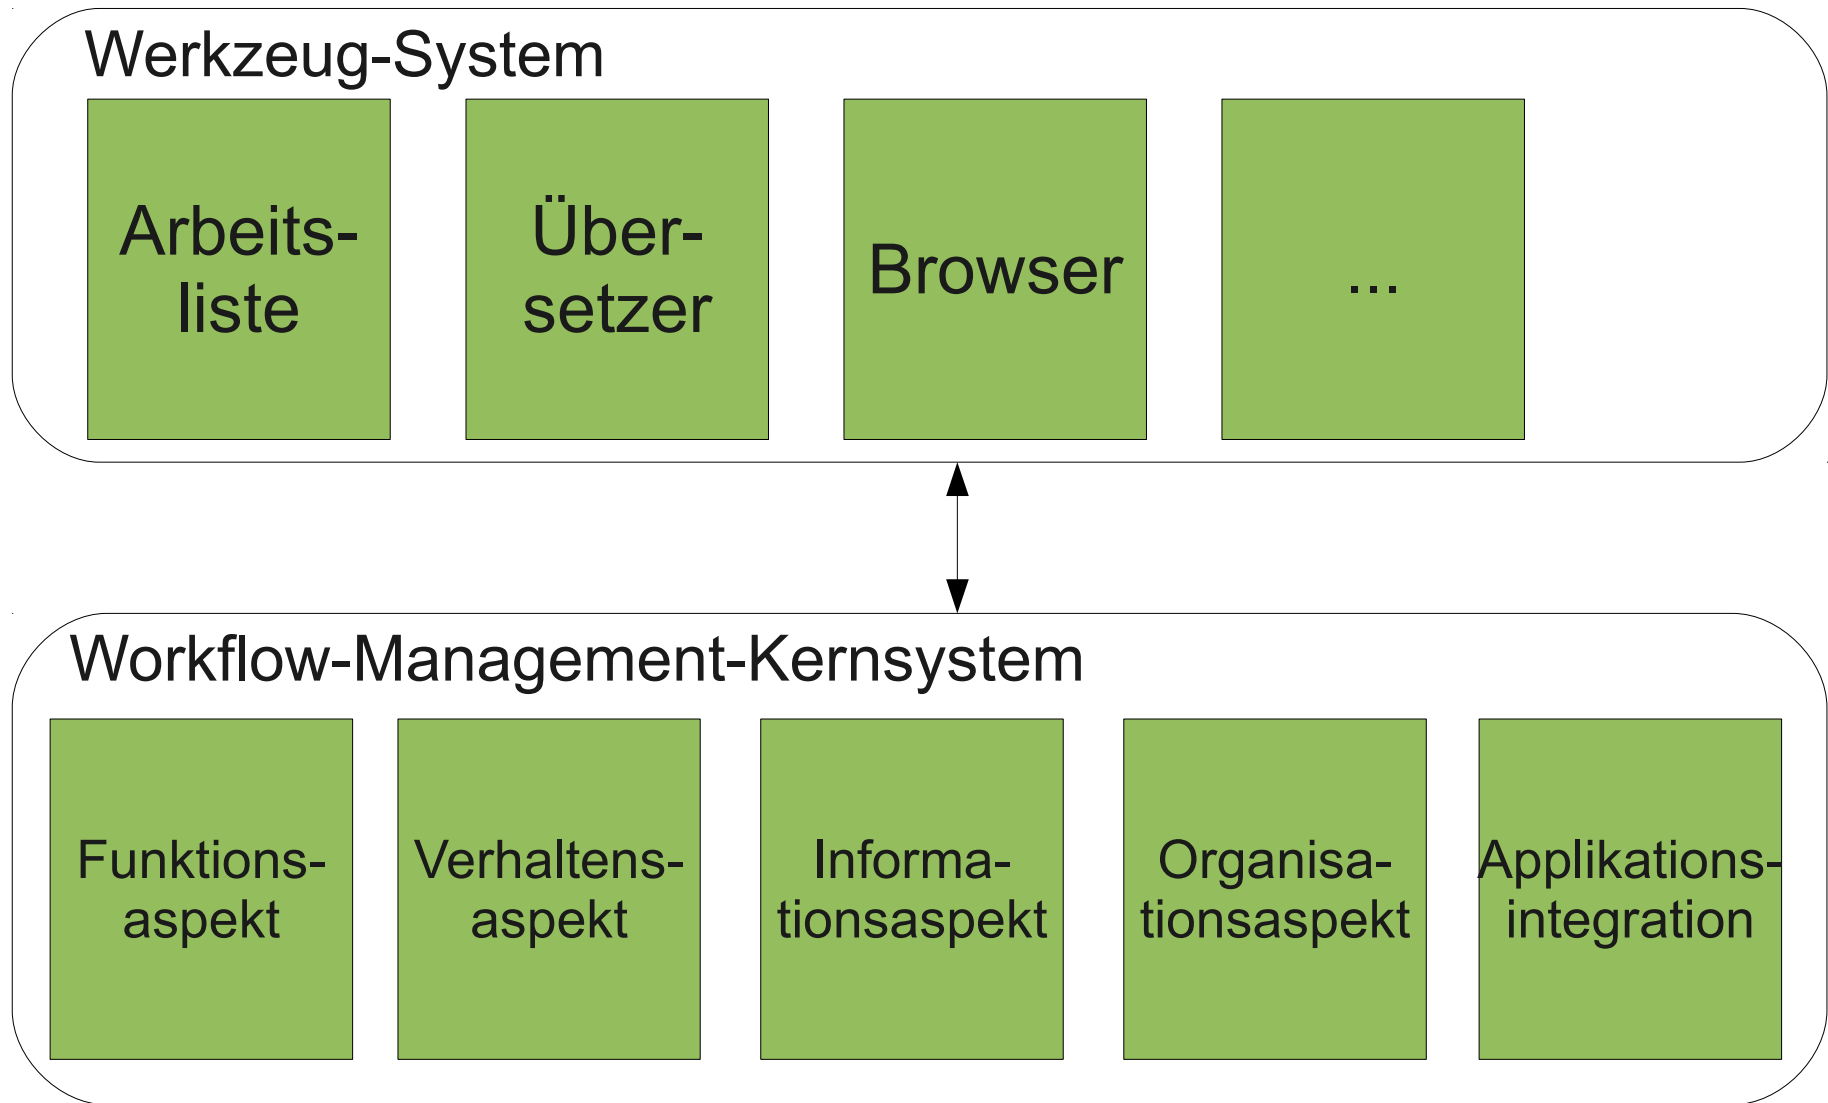 Werkzeug-System
Arbeits-
liste
Über-
setzer
Browser
...
Workflow-Management-Kernsystem
Funktions-
aspekt
Verhaltens-
aspekt
Informa-
tionsaspekt
Organisa-
tionsaspekt
Applikations-
integration